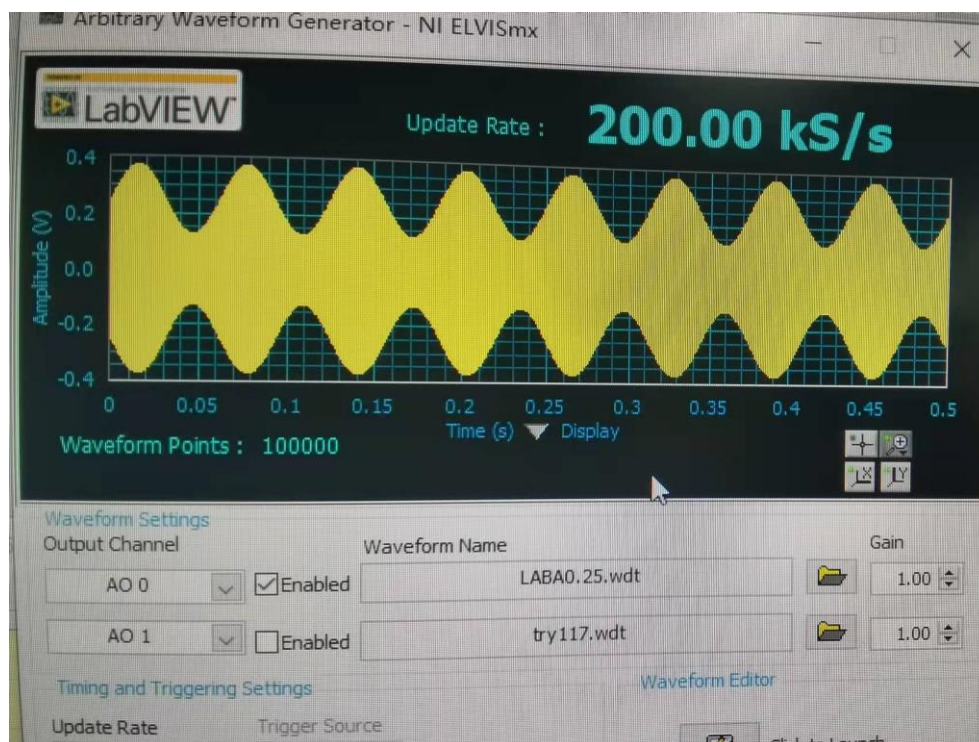 Arbitrary Waveform Generator - NI ELVISmx
LabVIEW
Update Rate : 200.00 kS/s
Amplitude (V)
0.4
0.2
0.0
-0.2
-0.4
0 0.05 0.1 0.15 0.2 0.25 0.3 0.35 0.4 0.45 0.5
Time (s) Display
Waveform Points : 100000
X Y
Waveform Settings
Output Channel Waveform Name Gain
AO 0 Enabled LABA0.25.wdt 1.00
AO 1 Enabled try117.wdt 1.00
Timing and Triggering Settings Waveform Editor
Update Rate Trigger Source